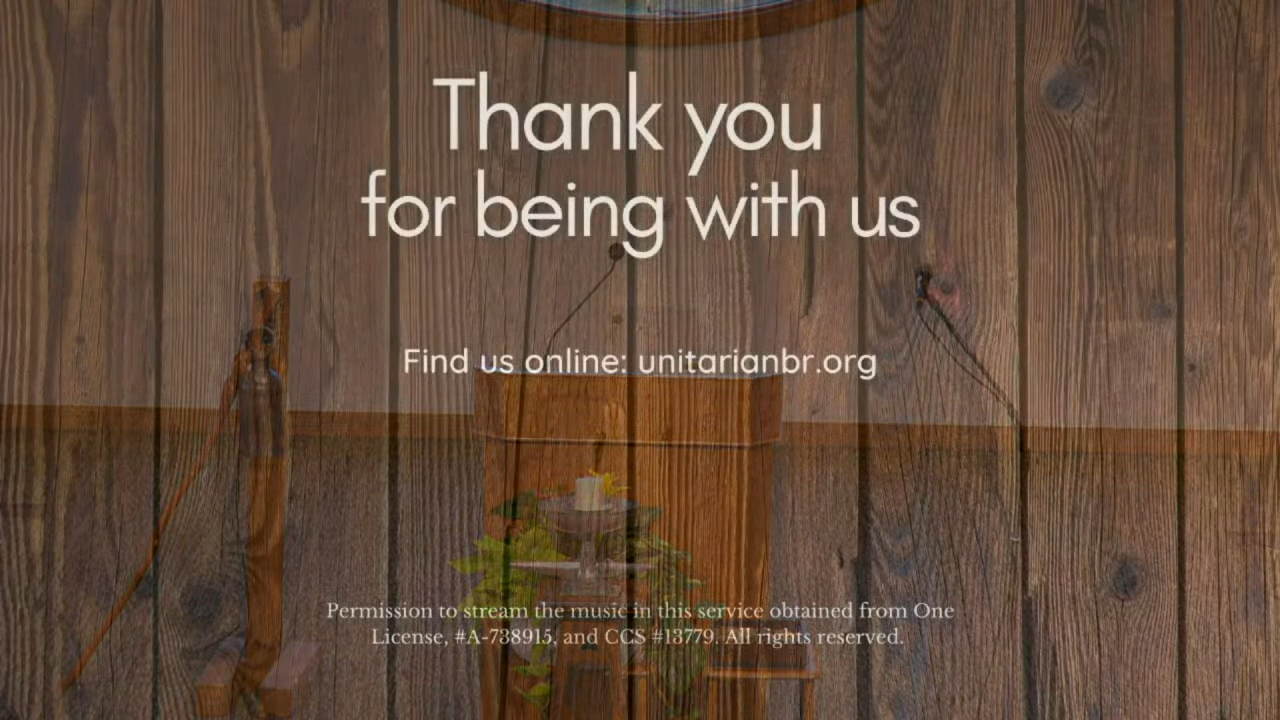 Thank you
for being with us
Find us online: unitarianbr.org
Permission to stream the music in this service obtained from One
License, #A-738915, and CCS #13779. All rights reserved.